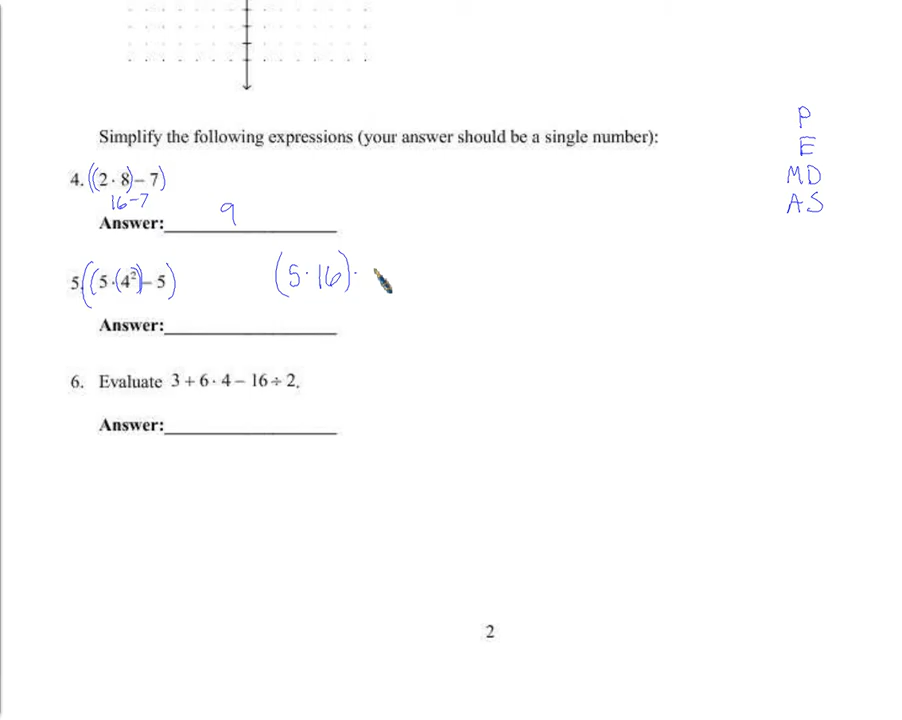 Simplify the following expressions (your answer should be a single number):
P
E
MD
AS
4. ((2 · 8) – 7)
16 – 7
Answer: 9
5. ((5 · (4²) – 5) (5 · 16) ·
Answer:
6. Evaluate 3 + 6 · 4 – 16 ÷ 2.
Answer:
2